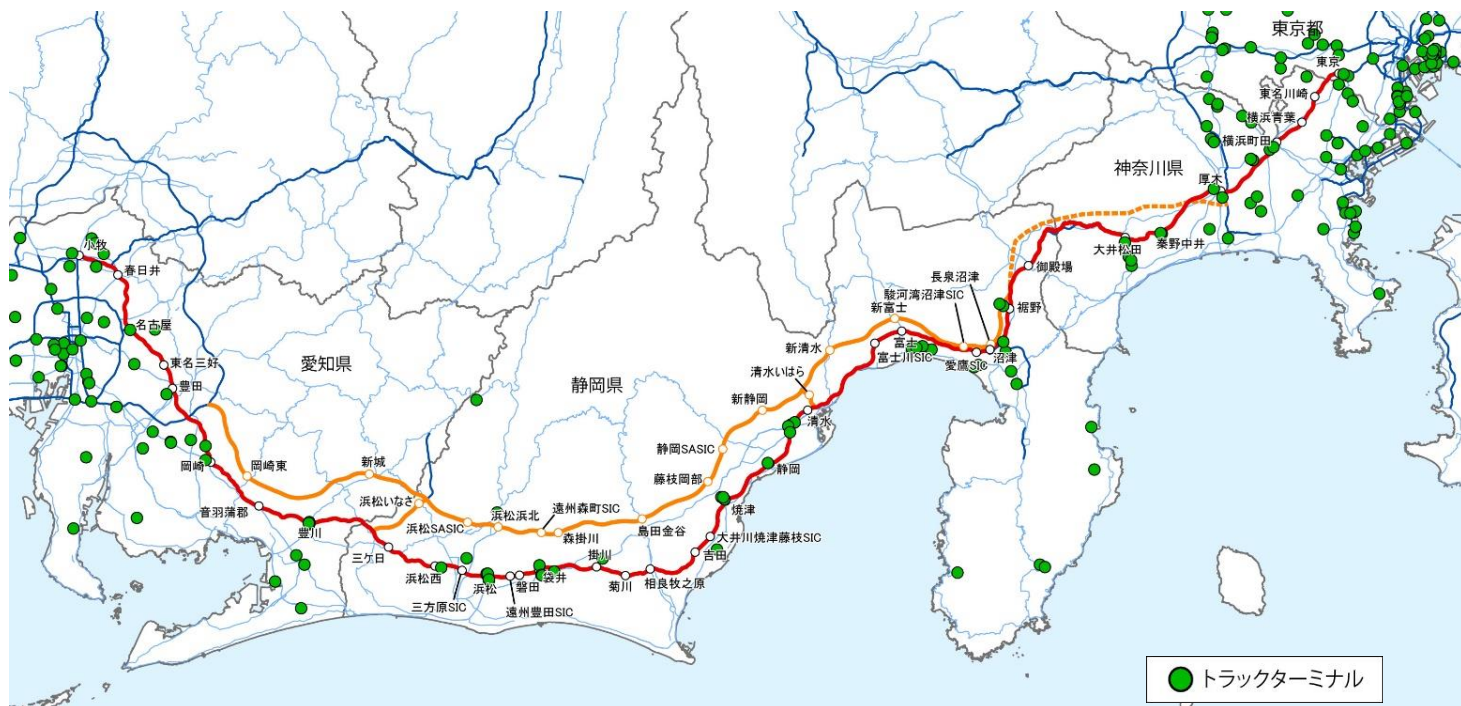 東京都
東京
東名川崎
横浜青葉
横浜町田
神奈川県
厚木
秦野中井
大井松田
御殿場
裾野
長泉沼津
駿河湾沼津SIC
沼津
愛鷹SIC
新富士
富士
富士川SIC
新清水
清水いはら
清水
新静岡
静岡県
静岡SASIC
静岡
藤枝岡部
焼津
大井川焼津藤枝SIC
吉田
島田金谷
相良牧之原
菊川
掛川
森掛川
遠州森町SIC
袋井
磐田
遠州豊田SIC
浜松浜北
浜松
浜松SASIC
三方原SIC
浜松西
浜松いなさ
三ケ日
新城
豊川
音羽蒲郡
岡崎東
岡崎
愛知県
豊田
東名三好
名古屋
春日井
小牧
トラックターミナル